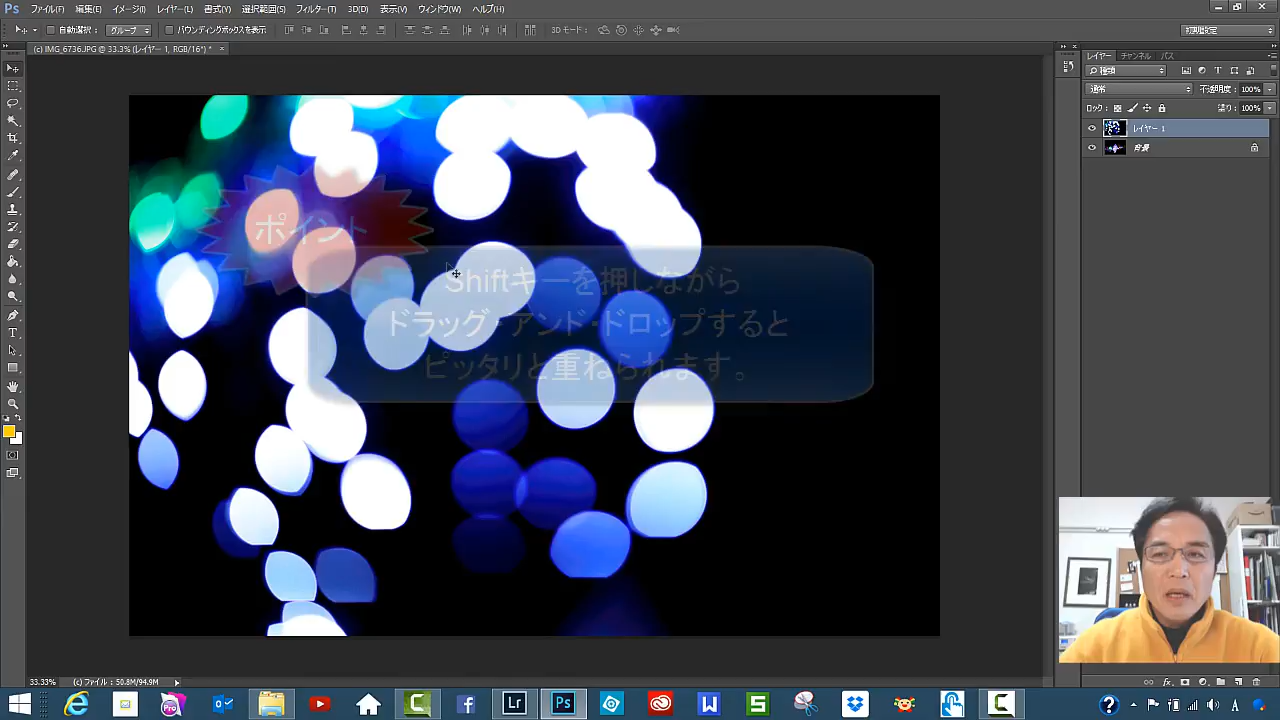 Ps ファイル(F) 編集(E) イメージ(I) レイヤー(L) 書式(Y) 選択範囲(S) フィルター(T) 3D(D) 表示(V) ウィンドウ(W) ヘルプ(H)
自動選択: グループ バウンディングボックスを表示 3D モード: 初期設定
(c) IMG_6736.JPG @ 33.3% (レイヤー 1, RGB/16*) * ×
レイヤー チャンネル パス
種類
通常 不透明度: 100%
ロック: 塗り: 100%
レイヤー 1
背景
ポイント
Shiftキーを押しながら
ドラッグ・アンド・ドロップすると
ピッタリと重ねられます。
33.33% (c) ファイル : 50.8M/94.9M
Lr Ps W S